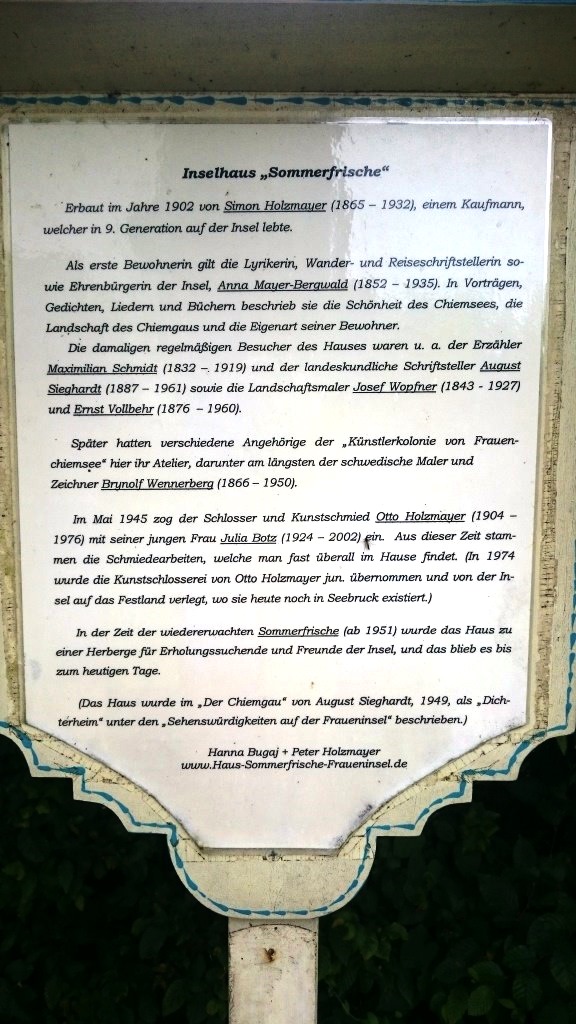 Inselhaus „Sommerfrische“
Erbaut im Jahre 1902 von Simon Holzmayer (1865 – 1932), einem Kaufmann,
welcher in 9. Generation auf der Insel lebte.
Als erste Bewohnerin gilt die Lyrikerin, Wander- und Reiseschriftstellerin so-
wie Ehrenbürgerin der Insel, Anna Mayer-Bergwald (1852 – 1935). In Vorträgen,
Gedichten, Liedern und Büchern beschrieb sie die Schönheit des Chiemsees, die
Landschaft des Chiemgaus und die Eigenart seiner Bewohner.
Die damaligen regelmäßigen Besucher des Hauses waren u. a. der Erzähler
Maximilian Schmidt (1832 – 1919) und der landeskundliche Schriftsteller August
Sieghardt (1887 – 1961) sowie die Landschaftsmaler Josef Wopfner (1843 - 1927)
und Ernst Vollbehr (1876 – 1960).
Später hatten verschiedene Angehörige der „Künstlerkolonie von Frauen-
chiemsee“ hier ihr Atelier, darunter am längsten der schwedische Maler und
Zeichner Brynolf Wennerberg (1866 – 1950).
Im Mai 1945 zog der Schlosser und Kunstschmied Otto Holzmayer (1904 –
1976) mit seiner jungen Frau Julia Botz (1924 – 2002) ein. Aus dieser Zeit stam-
men die Schmiedearbeiten, welche man fast überall im Hause findet. (In 1974
wurde die Kunstschlosserei von Otto Holzmayer jun. übernommen und von der In-
sel auf das Festland verlegt, wo sie heute noch in Seebruck existiert.)
In der Zeit der wiedererwachten Sommerfrische (ab 1951) wurde das Haus zu
einer Herberge für Erholungssuchende und Freunde der Insel, und das blieb es bis
zum heutigen Tage.
(Das Haus wurde im „Der Chiemgau“ von August Sieghardt, 1949, als „Dich-
terheim“ unter den „Sehenswürdigkeiten auf der Fraueninsel“ beschrieben.)
Hanna Bugaj + Peter Holzmayer
www.Haus-Sommerfrische-Fraueninsel.de